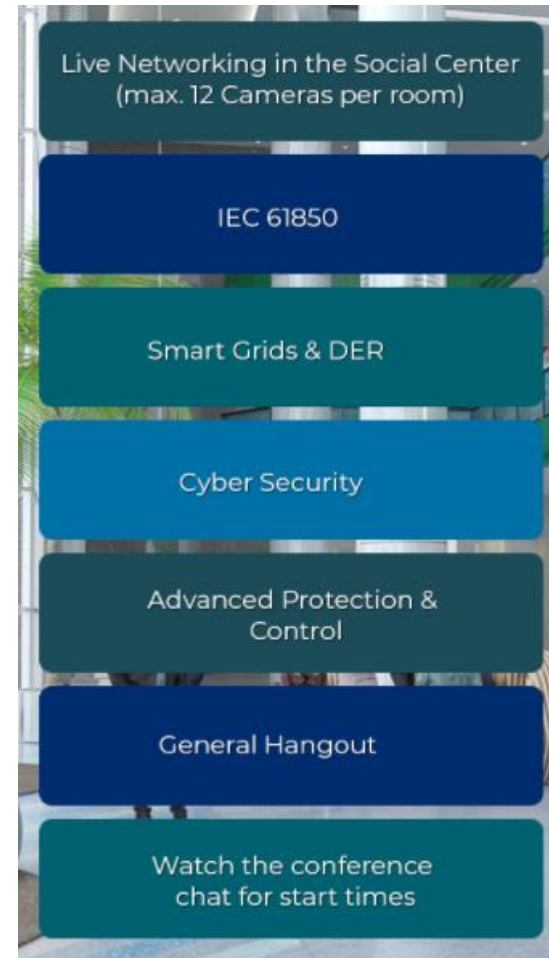 Live Networking in the Social Center
(max. 12 Cameras per room)
IEC 61850
Smart Grids & DER
Cyber Security
Advanced Protection &
Control
General Hangout
Watch the conference
chat for start times